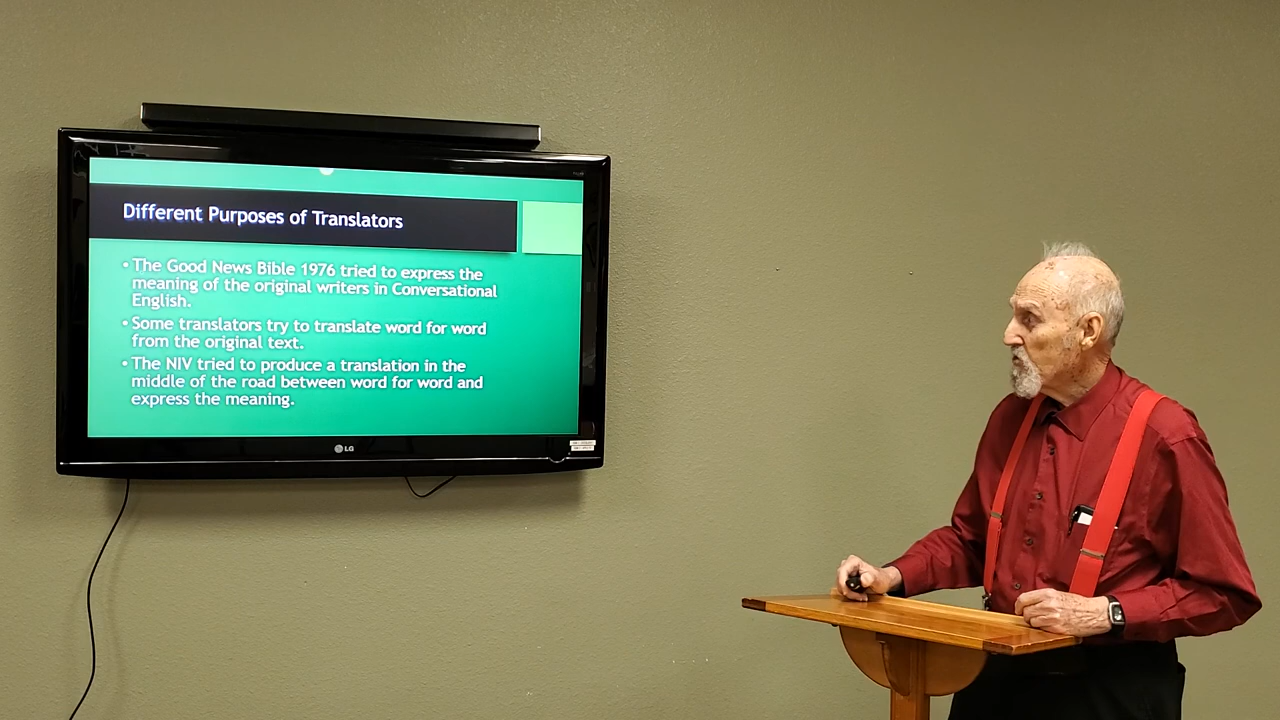 Different Purposes of Translators
• The Good News Bible 1976 tried to express the
meaning of the original writers in Conversational
English.
• Some translators try to translate word for word
from the original text.
• The NIV tried to produce a translation in the
middle of the road between word for word and
express the meaning.
LG